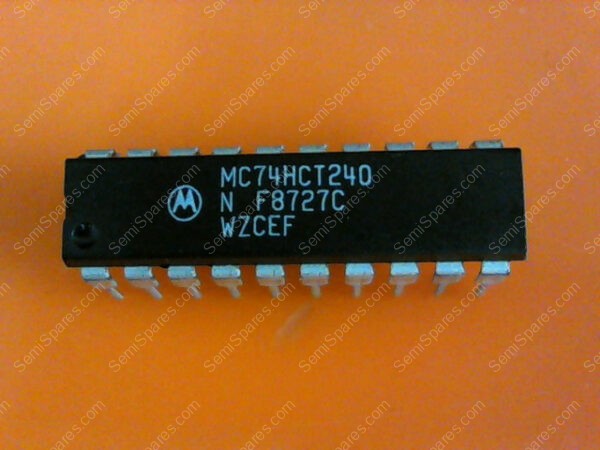 MC74HCT240
N F8727C
WZCEF
SemiSpares.com